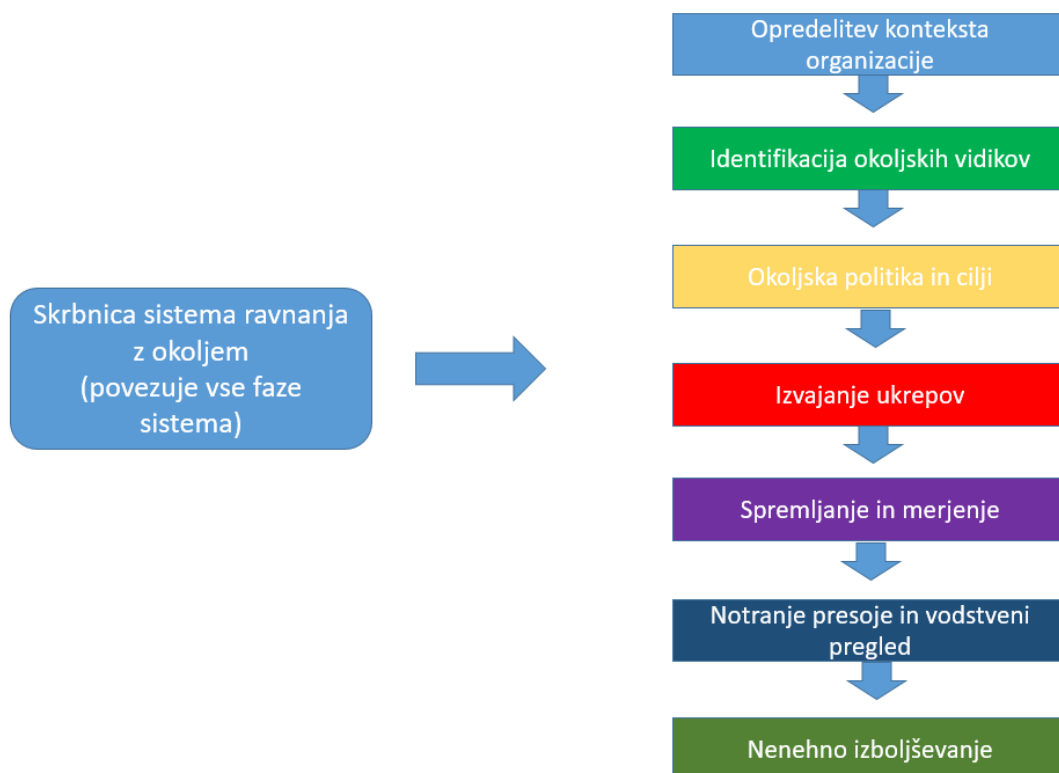 Opredelitev konteksta
organizacije
Identifikacija okoljskih vidikov
Okoljska politika in cilji
Skrbnica sistema ravnanja
z okoljem
(povezuje vse faze
sistema)
Izvajanje ukrepov
Spremljanje in merjenje
Notranje presoje in vodstveni
pregled
Nenehno izboljševanje